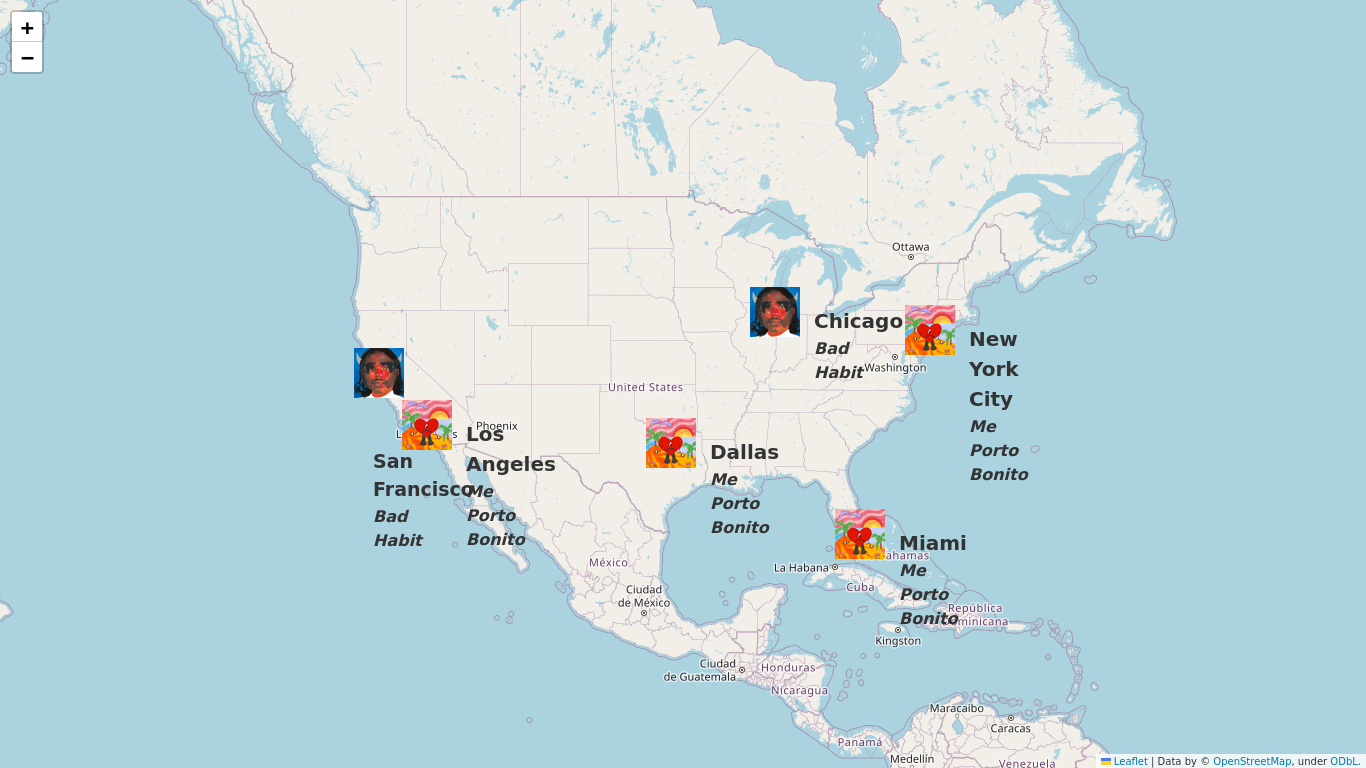 +
−
Ottawa
Chicago
Bad
Habit
New
York
City
Me
Porto
Bonito
Washington
United States
Phoenix
Los
Angeles
Me
Porto
Bonito
San
Francisco
Bad
Habit
Dallas
Me
Porto
Bonito
Miami
Me
Porto
Bonito
México
Ciudad
de México
La Habana
Cuba
República
Kingston
Ciudad
de Guatemala
Honduras
Nicaragua
Maracaibo
Caracas
Panamá
Medellín
Venezuela
Leaflet | Data by © OpenStreetMap, under ODbL.